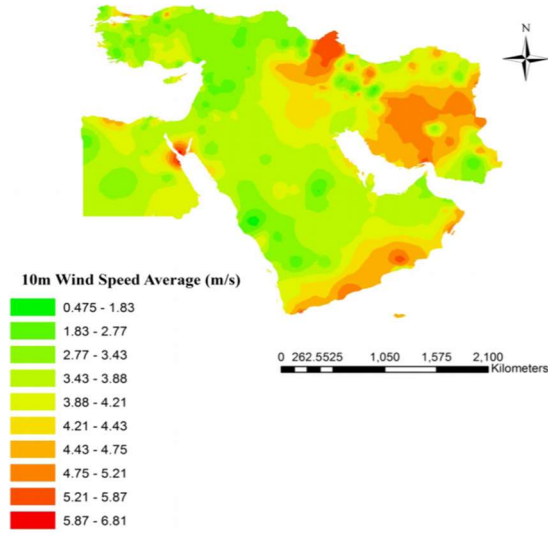 N
10m Wind Speed Average (m/s)
0.475 - 1.83
1.83 - 2.77
2.77 - 3.43
3.43 - 3.88
3.88 - 4.21
4.21 - 4.43
4.43 - 4.75
4.75 - 5.21
5.21 - 5.87
5.87 - 6.81
0 262.5525 1,050 1,575 2,100
Kilometers